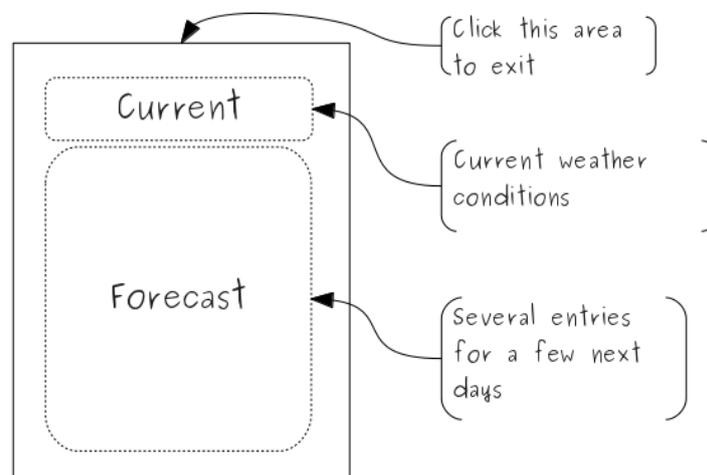 Click this area
to exit
Current
Current weather
conditions
Forecast
Several entries
for a few next
days